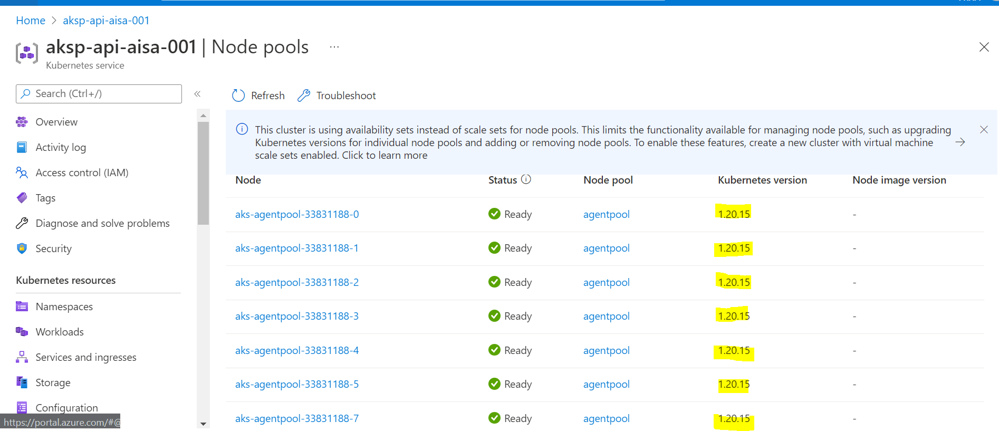 Home > aksp-api-aisa-001
aksp-api-aisa-001 | Node pools ...
Kubernetes service
Search (Ctrl+/)
«
Refresh
Troubleshoot
Overview
Activity log
Access control (IAM)
Tags
Diagnose and solve problems
Security
Kubernetes resources
Namespaces
Workloads
Services and ingresses
Storage
Configuration
https://portal.azure.com/#@
This cluster is using availability sets instead of scale sets for node pools. This limits the functionality available for managing node pools, such as upgrading
Kubernetes versions for individual node pools and adding or removing node pools. To enable these features, create a new cluster with virtual machine
scale sets enabled. Click to learn more
Node Status Node pool Kubernetes version Node image version
aks-agentpool-33831188-0 Ready agentpool 1.20.15 -
aks-agentpool-33831188-1 Ready agentpool 1.20.15 -
aks-agentpool-33831188-2 Ready agentpool 1.20.15 -
aks-agentpool-33831188-3 Ready agentpool 1.20.15 -
aks-agentpool-33831188-4 Ready agentpool 1.20.15 -
aks-agentpool-33831188-5 Ready agentpool 1.20.15 -
aks-agentpool-33831188-7 Ready agentpool 1.20.15 -